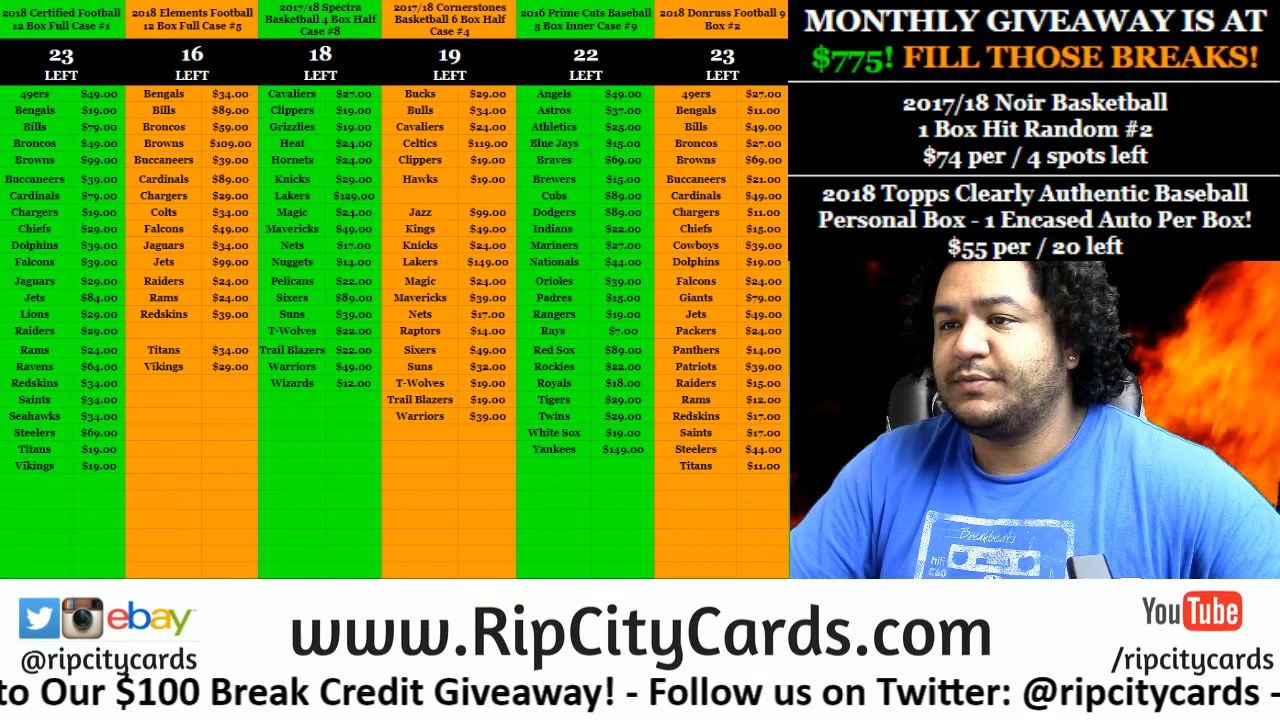 2018 Certified Football
12 Box Full Case #1
23
LEFT
49ers $49.00
Bengals $19.00
Bills $79.00
Broncos $49.00
Browns $99.00
Buccaneers $39.00
Cardinals $79.00
Chargers $19.00
Chiefs $29.00
Dolphins $39.00
Falcons $39.00
Jaguars $29.00
Jets $84.00
Lions $29.00
Raiders $29.00
Rams $24.00
Ravens $64.00
Redskins $34.00
Saints $34.00
Seahawks $34.00
Steelers $69.00
Titans $19.00
Vikings $19.00
2018 Elements Football
12 Box Full Case #5
16
LEFT
Bengals $34.00
Bills $89.00
Broncos $59.00
Browns $109.00
Buccaneers $39.00
Cardinals $89.00
Chargers $29.00
Colts $34.00
Falcons $49.00
Jaguars $34.00
Jets $99.00
Raiders $24.00
Rams $24.00
Redskins $39.00
Titans $34.00
Vikings $29.00
2017/18 Spectra
Basketball 4 Box Half
Case #8
18
LEFT
Cavaliers $27.00
Clippers $19.00
Grizzlies $19.00
Heat $24.00
Hornets $24.00
Knicks $29.00
Lakers $129.00
Magic $24.00
Mavericks $49.00
Nets $17.00
Nuggets $14.00
Pelicans $22.00
Sixers $89.00
Suns $39.00
T-Wolves $22.00
Trail Blazers $22.00
Warriors $49.00
Wizards $12.00
2017/18 Cornerstones
Basketball 6 Box Half
Case #4
19
LEFT
Bucks $29.00
Bulls $34.00
Cavaliers $24.00
Celtics $119.00
Clippers $19.00
Hawks $19.00
Jazz $99.00
Kings $49.00
Knicks $24.00
Lakers $149.00
Magic $24.00
Mavericks $39.00
Nets $17.00
Raptors $14.00
Sixers $49.00
Suns $32.00
T-Wolves $19.00
Trail Blazers $19.00
Warriors $39.00
2016 Prime Cuts Baseball
5 Box Inner Case #9
22
LEFT
Angels $49.00
Astros $37.00
Athletics $25.00
Blue Jays $15.00
Braves $69.00
Brewers $15.00
Cubs $89.00
Dodgers $89.00
Indians $22.00
Mariners $27.00
Nationals $44.00
Orioles $39.00
Padres $15.00
Rangers $19.00
Rays $7.00
Red Sox $89.00
Rockies $22.00
Royals $18.00
Tigers $29.00
Twins $29.00
White Sox $19.00
Yankees $149.00
2018 Donruss Football 9
Box #2
23
LEFT
49ers $27.00
Bengals $11.00
Bills $49.00
Broncos $27.00
Browns $69.00
Buccaneers $21.00
Cardinals $49.00
Chargers $11.00
Chiefs $15.00
Cowboys $39.00
Dolphins $19.00
Falcons $24.00
Giants $79.00
Jets $49.00
Packers $24.00
Panthers $14.00
Patriots $39.00
Raiders $15.00
Rams $12.00
Redskins $17.00
Saints $17.00
Steelers $44.00
Titans $11.00
MONTHLY GIVEAWAY IS AT
$775! FILL THOSE BREAKS!
2017/18 Noir Basketball
1 Box Hit Random #2
$74 per / 4 spots left
2018 Topps Clearly Authentic Baseball
Personal Box - 1 Encased Auto Per Box!
$55 per / 20 left
Breakbeats
hifi
C60
ebay
@ripcitycards
www.RipCityCards.com
YouTube
/ripcitycards
to Our $100 Break Credit Giveaway! - Follow us on Twitter: @ripcitycards -